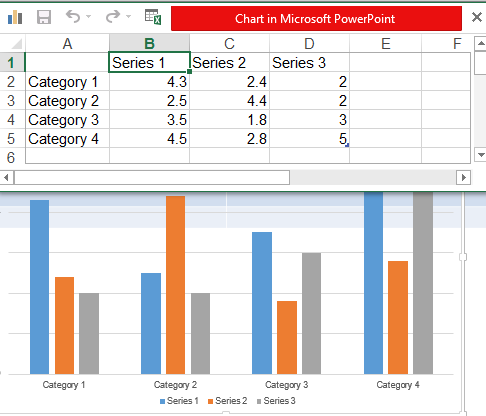 Chart in Microsoft PowerPoint
A B C D E F
1 Series 1 Series 2 Series 3
2 Category 1 4.3 2.4 2
3 Category 2 2.5 4.4 2
4 Category 3 3.5 1.8 3
5 Category 4 4.5 2.8 5
6
Category 1 Category 2 Category 3 Category 4
Series 1 Series 2 Series 3